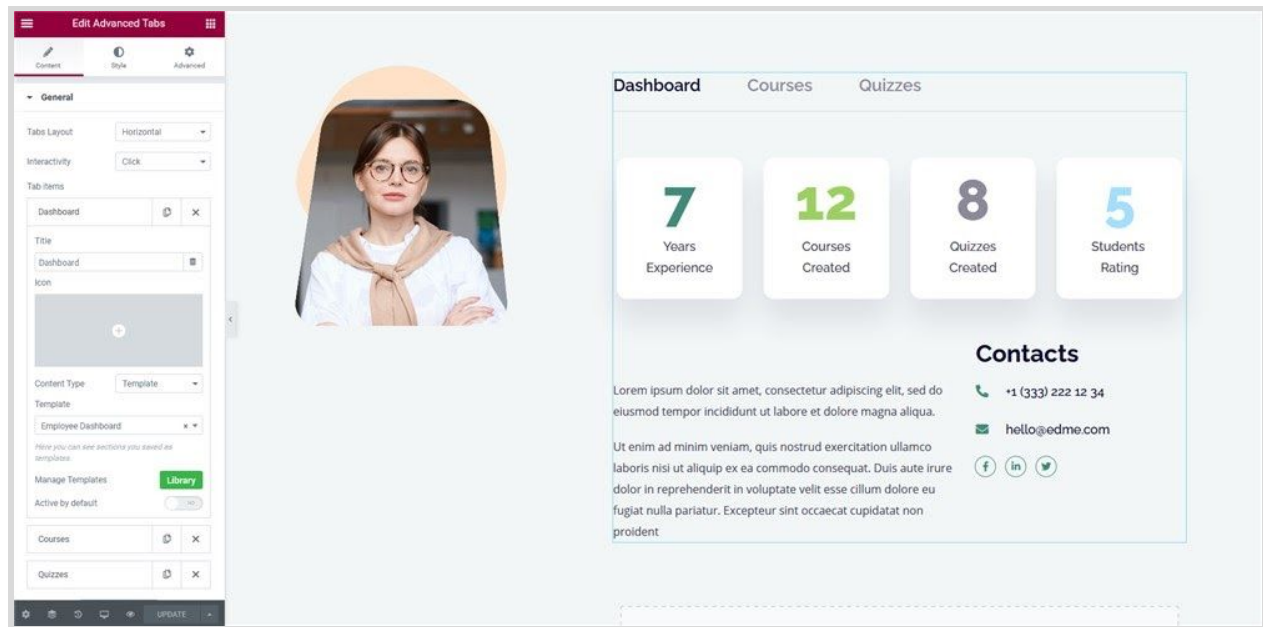 Edit Advanced Tabs
Content
Style
Advanced
General
Tabs Layout
Horizontal
Interactivity
Click
Tab Items
Dashboard
Title
Dashboard
Icon
Content Type
Template
Template
Employee Dashboard
Here you can see sections you saved as
templates.
Manage Templates
Library
Active by default
NO
Courses
Quizzes
UPDATE
Dashboard
Courses
Quizzes
7
Years
Experience
12
Courses
Created
8
Quizzes
Created
5
Students
Rating
Lorem ipsum dolor sit amet, consectetur adipiscing elit, sed do
eiusmod tempor incididunt ut labore et dolore magna aliqua.
Ut enim ad minim veniam, quis nostrud exercitation ullamco
laboris nisi ut aliquip ex ea commodo consequat. Duis aute irure
dolor in reprehenderit in voluptate velit esse cillum dolore eu
fugiat nulla pariatur. Excepteur sint occaecat cupidatat non
proident
Contacts
+1 (333) 222 12 34
hello@edme.com